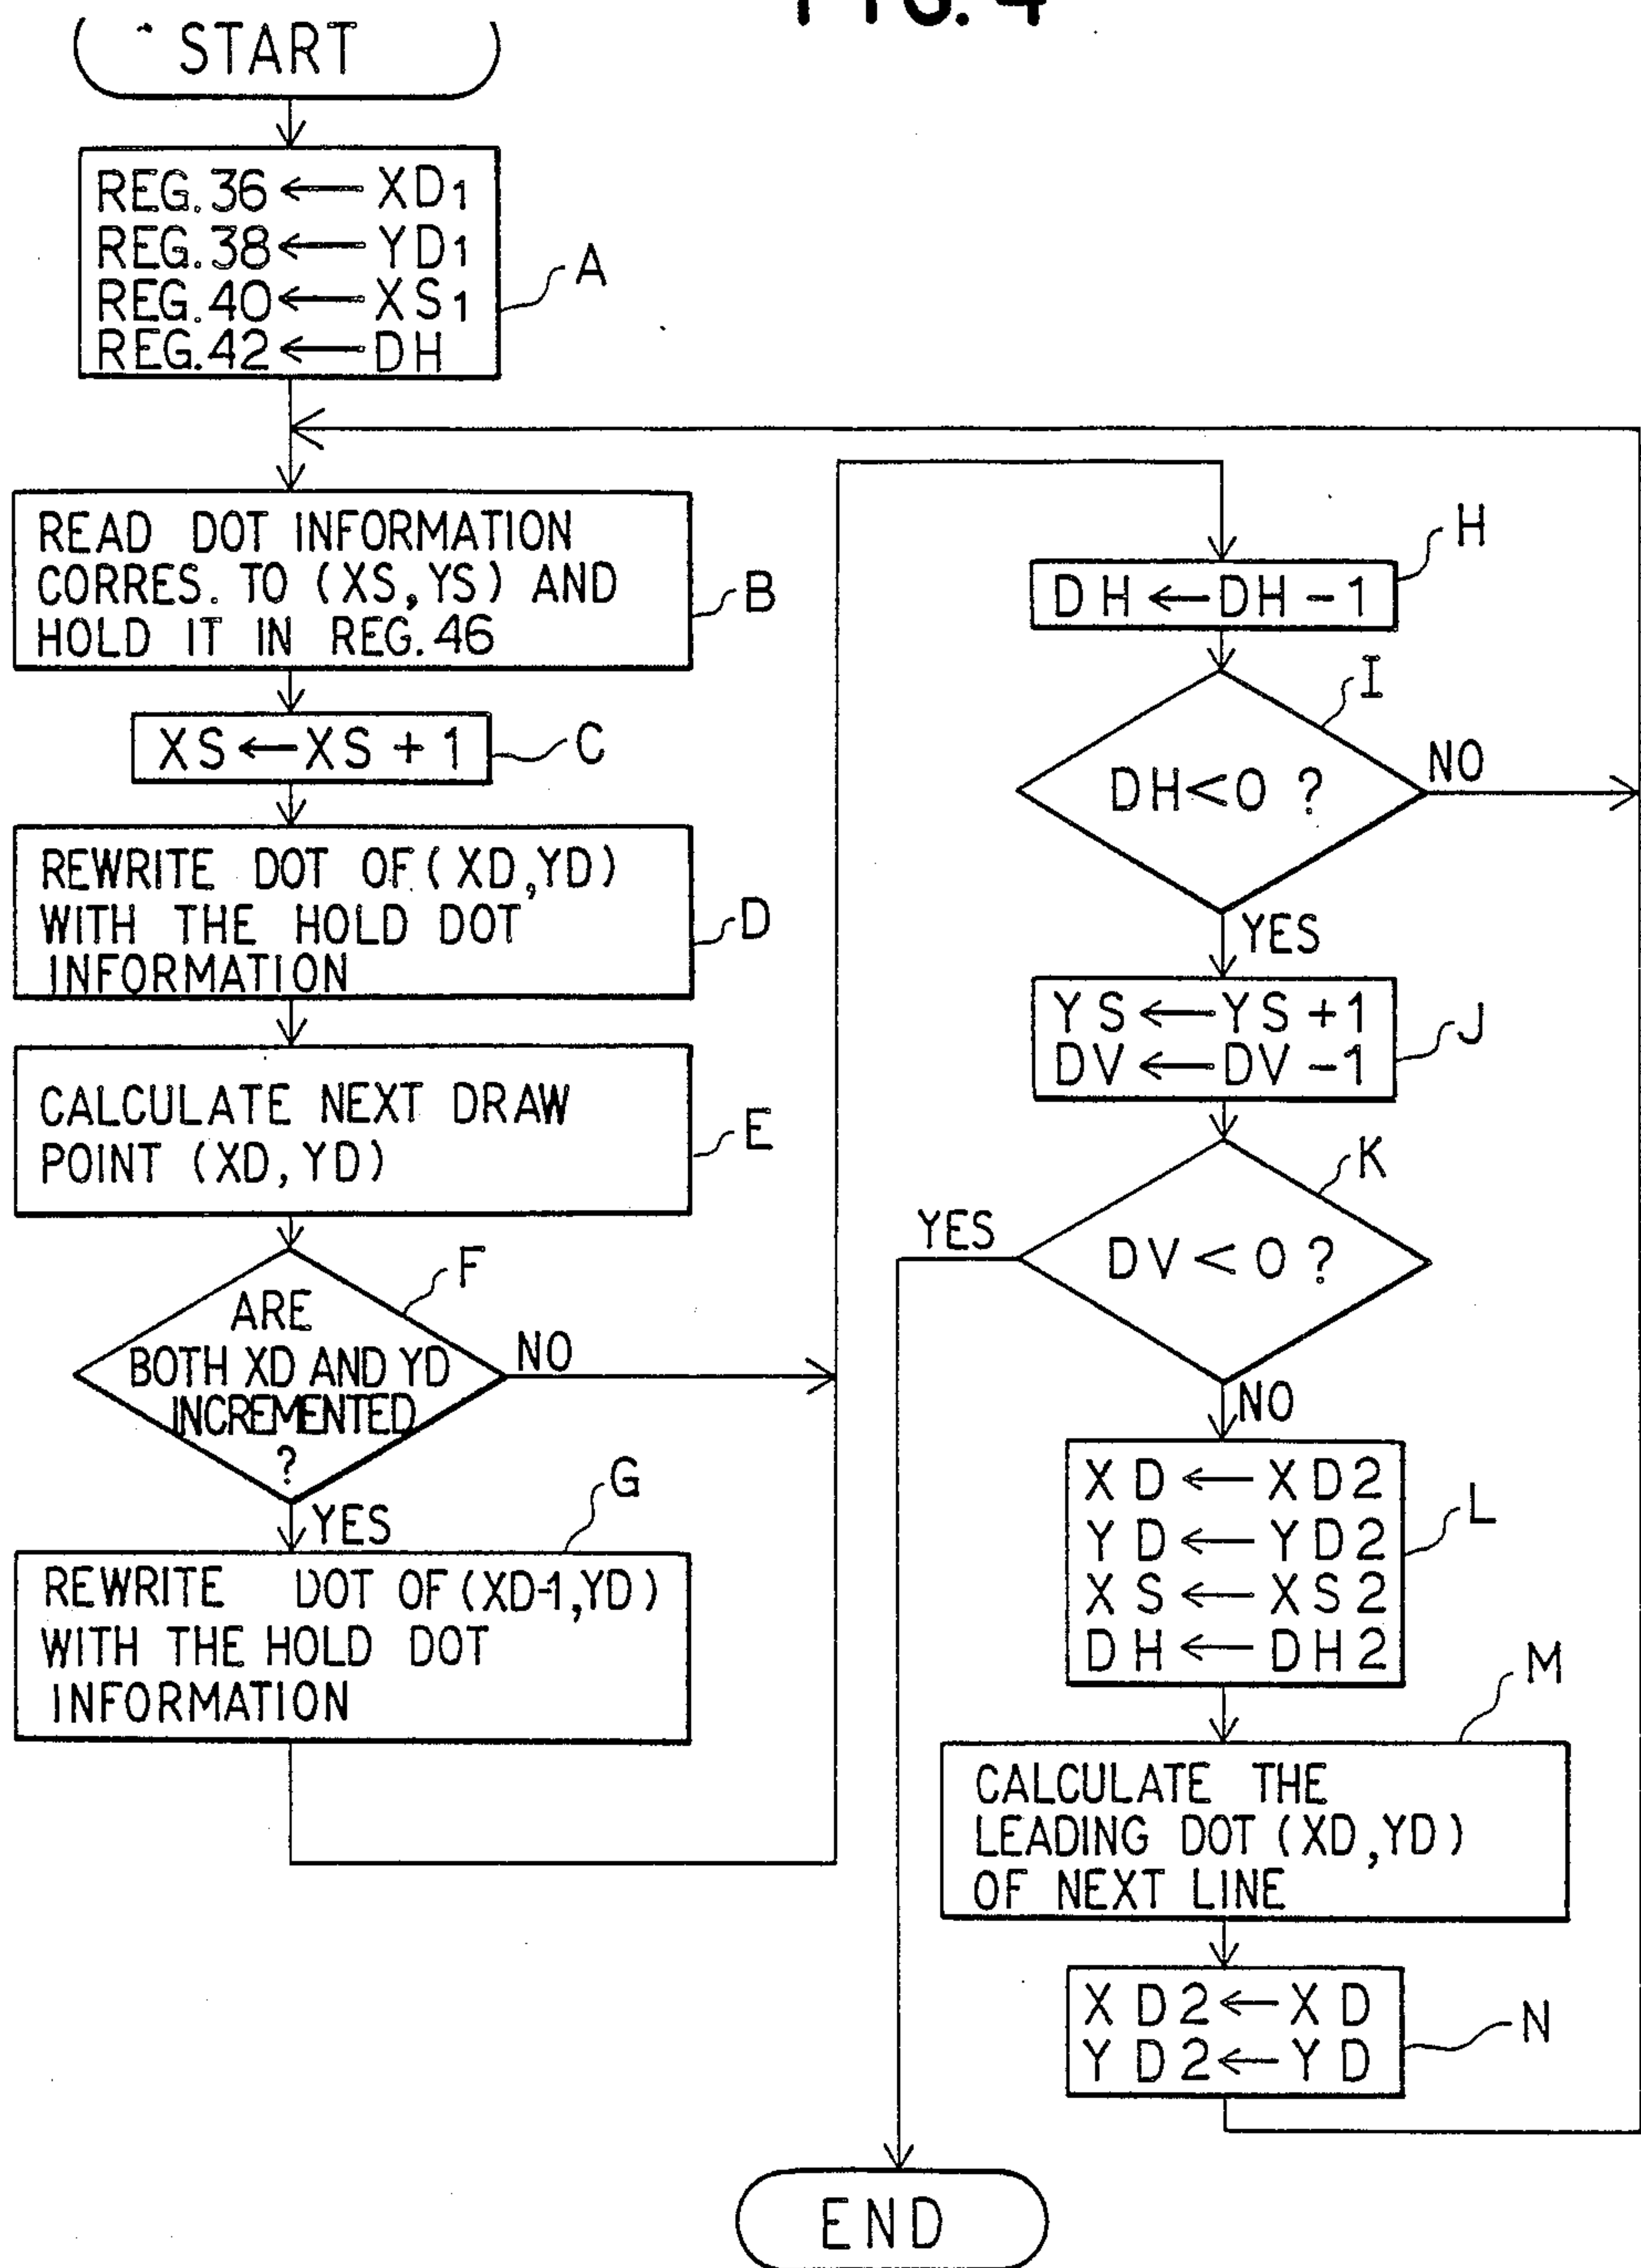 FIG. 4
START
REG.36 ← XD1
REG.38 ← YD1
REG.40 ← XS1
REG.42 ← DH
A
READ DOT INFORMATION
CORRES. TO (XS,YS) AND
HOLD IT IN REG.46
B
XS ← XS + 1
C
REWRITE DOT OF (XD,YD)
WITH THE HOLD DOT
INFORMATION
D
CALCULATE NEXT DRAW
POINT (XD,YD)
E
F
ARE
BOTH XD AND YD
INCREMENTED
?
NO
YES
G
REWRITE DOT OF (XD-1,YD)
WITH THE HOLD DOT
INFORMATION
H
DH ← DH - 1
I
DH < 0 ?
NO
YES
YS ← YS + 1
DV ← DV - 1
J
K
YES
DV < 0 ?
NO
XD ← XD2
YD ← YD2
XS ← XS2
DH ← DH2
L
M
CALCULATE THE
LEADING DOT (XD,YD)
OF NEXT LINE
XD2 ← XD
YD2 ← YD
N
END